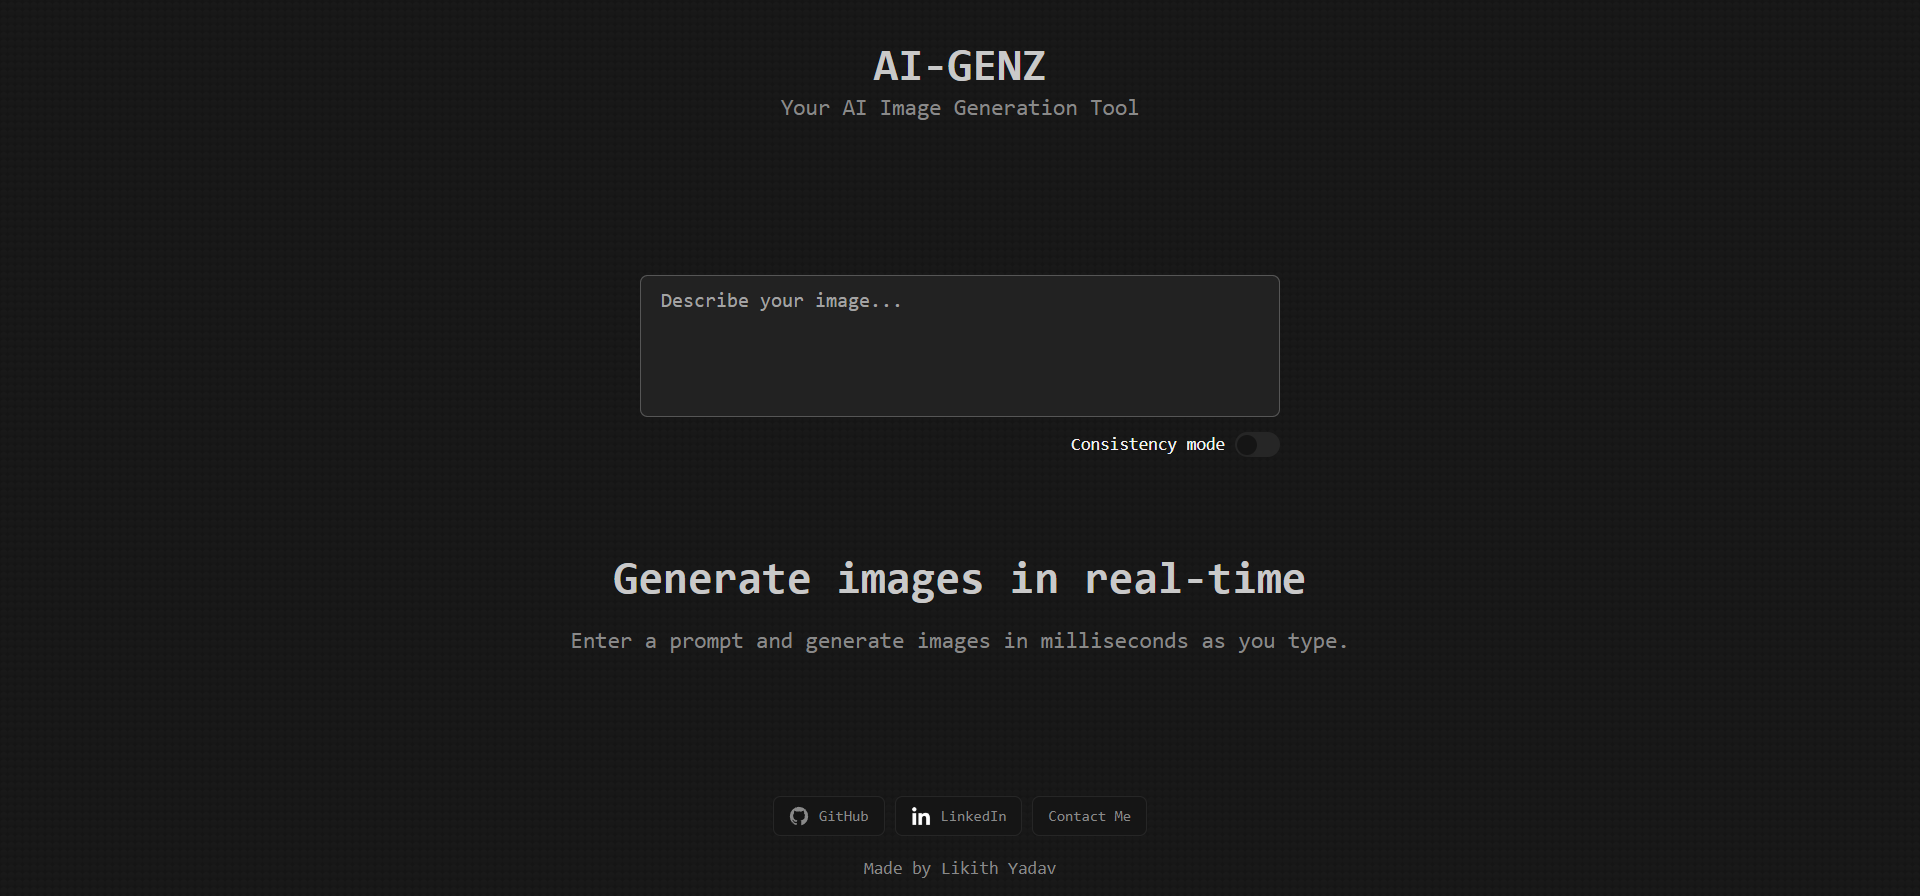 AI-GENZ
Your AI Image Generation Tool
Describe your image...
Consistency mode
Generate images in real-time
Enter a prompt and generate images in milliseconds as you type.
GitHub
in LinkedIn
Contact Me
Made by Likith Yadav